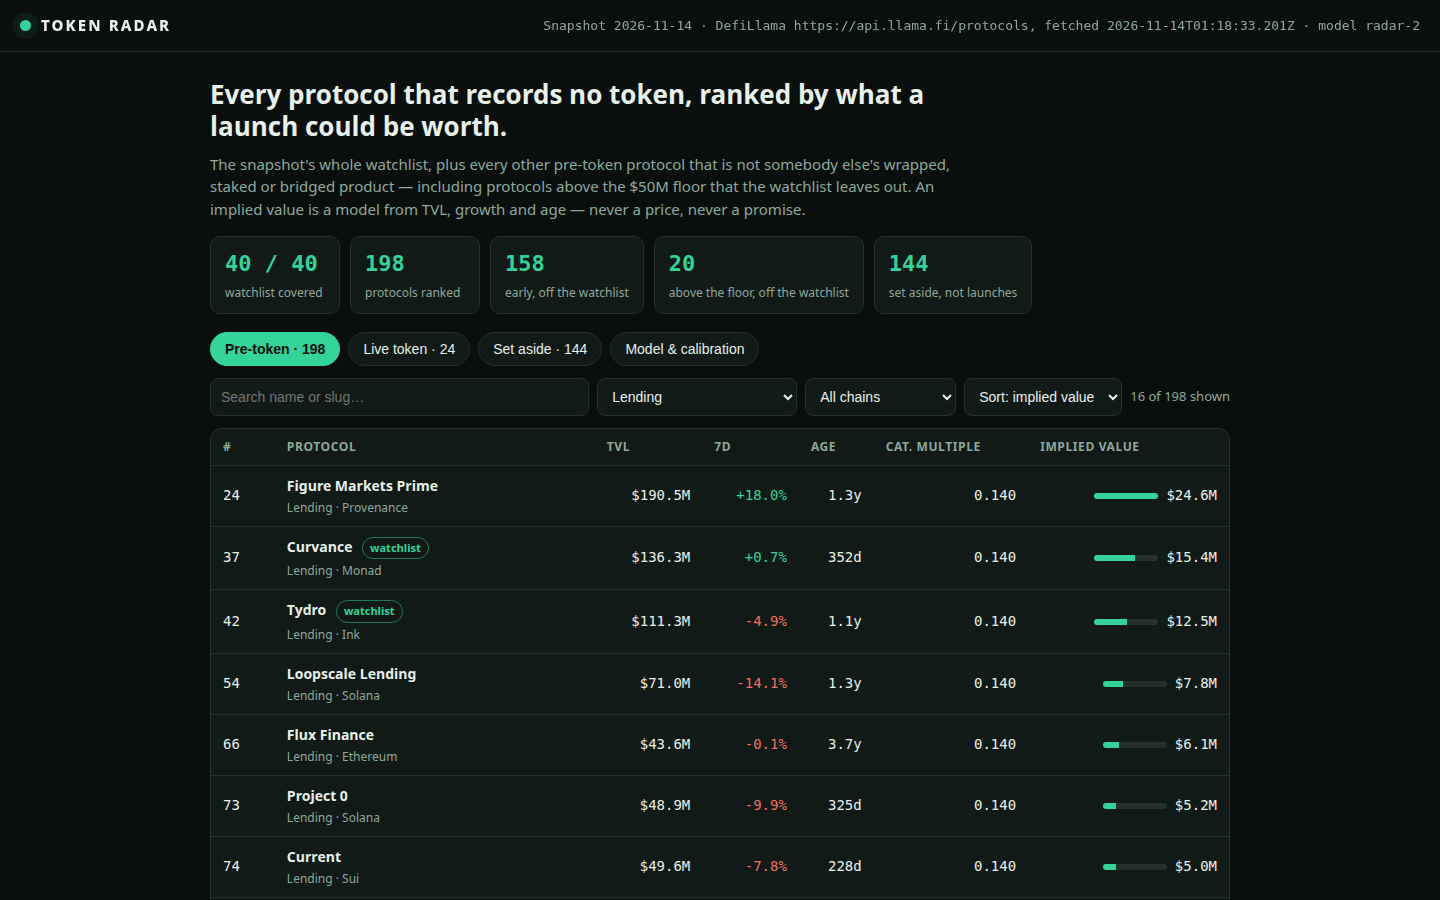 TOKEN RADAR
Snapshot 2026-11-14 · DefiLlama https://api.llama.fi/protocols, fetched 2026-11-14T01:18:33.201Z · model radar-2
Every protocol that records no token, ranked by what a
launch could be worth.
The snapshot's whole watchlist, plus every other pre-token protocol that is not somebody else's wrapped,
staked or bridged product — including protocols above the $50M floor that the watchlist leaves out. An
implied value is a model from TVL, growth and age — never a price, never a promise.
40 / 40 198 158 20 144
watchlist covered protocols ranked early, off the watchlist above the floor, off the watchlist set aside, not launches
Pre-token · 198 Live token · 24 Set aside · 144 Model & calibration
Search name or slug… Lending All chains Sort: implied value 16 of 198 shown
# PROTOCOL TVL 7D AGE CAT. MULTIPLE IMPLIED VALUE
24 Figure Markets Prime $190.5M +18.0% 1.3y 0.140 $24.6M
Lending · Provenance
37 Curvance watchlist $136.3M +0.7% 352d 0.140 $15.4M
Lending · Monad
42 Tydro watchlist $111.3M -4.9% 1.1y 0.140 $12.5M
Lending · Ink
54 Loopscale Lending $71.0M -14.1% 1.3y 0.140 $7.8M
Lending · Solana
66 Flux Finance $43.6M -0.1% 3.7y 0.140 $6.1M
Lending · Ethereum
73 Project 0 $48.9M -9.9% 325d 0.140 $5.2M
Lending · Solana
74 Current $49.6M -7.8% 228d 0.140 $5.0M
Lending · Sui